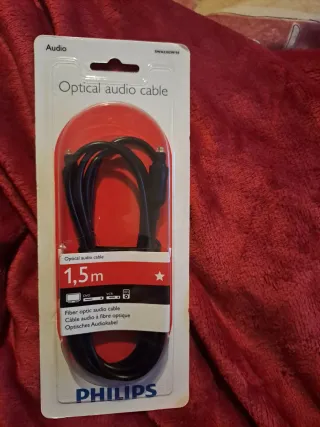 Audio
Optical audio cable
Optical audio cable
1,5m
Fiber optic audio cable
Câble audio à fibre optique
Optisches Audiokabel
PHILIPS